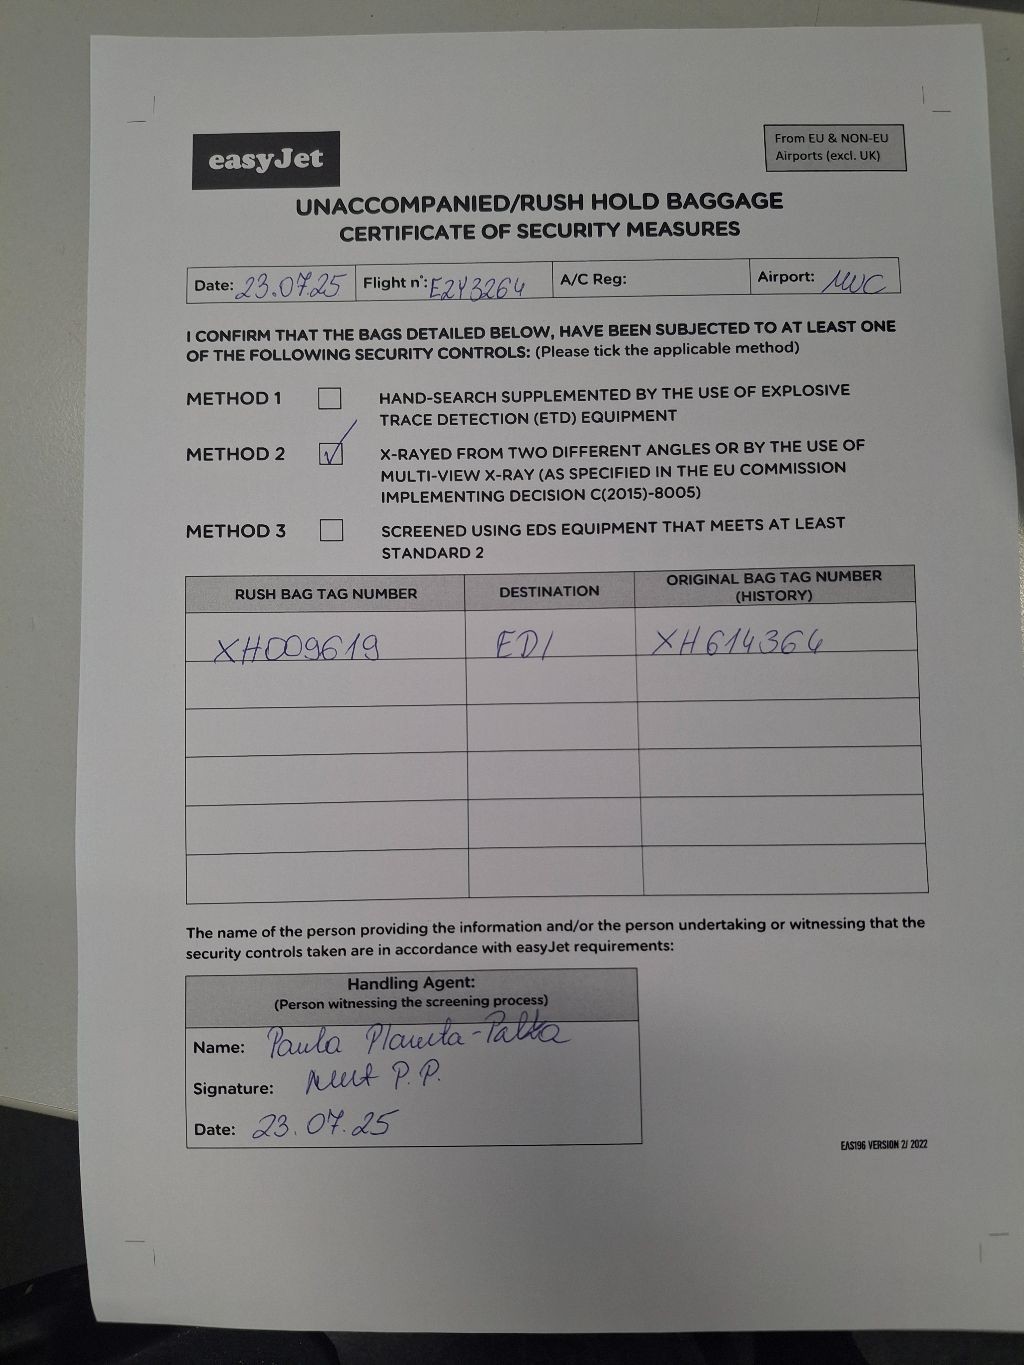 easyJet
From EU & NON-EU
Airports (excl. UK)
UNACCOMPANIED/RUSH HOLD BAGGAGE
CERTIFICATE OF SECURITY MEASURES
Date: 23.07.25 Flight n°: EZY3264 A/C Reg: Airport: MUC
I CONFIRM THAT THE BAGS DETAILED BELOW, HAVE BEEN SUBJECTED TO AT LEAST ONE
OF THE FOLLOWING SECURITY CONTROLS: (Please tick the applicable method)
METHOD 1 HAND-SEARCH SUPPLEMENTED BY THE USE OF EXPLOSIVE
TRACE DETECTION (ETD) EQUIPMENT
METHOD 2 X-RAYED FROM TWO DIFFERENT ANGLES OR BY THE USE OF
MULTI-VIEW X-RAY (AS SPECIFIED IN THE EU COMMISSION
IMPLEMENTING DECISION C(2015)-8005)
METHOD 3 SCREENED USING EDS EQUIPMENT THAT MEETS AT LEAST
STANDARD 2
RUSH BAG TAG NUMBER DESTINATION ORIGINAL BAG TAG NUMBER
(HISTORY)
XH009619 EDI XH614364
The name of the person providing the information and/or the person undertaking or witnessing that the
security controls taken are in accordance with easyJet requirements:
Handling Agent:
(Person witnessing the screening process)
Name: Paula Planeta-Palka
Signature: P.P.
Date: 23.07.25
EAS196 VERSION 2/ 2022